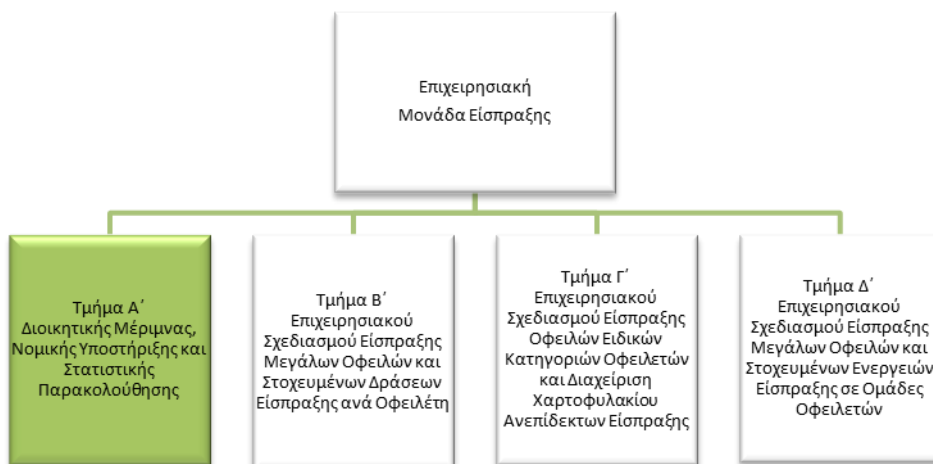 Επιχειρησιακή
Μονάδα Είσπραξης
Τμήμα Α΄
Διοικητικής Μέριμνας,
Νομικής Υποστήριξης και
Στατιστικής
Παρακολούθησης
Τμήμα Β΄
Επιχειρησιακού
Σχεδιασμού Είσπραξης
Μεγάλων Οφειλών και
Στοχευμένων Δράσεων
Είσπραξης ανά Οφειλέτη
Τμήμα Γ΄
Επιχειρησιακού
Σχεδιασμού Είσπραξης
Οφειλών Ειδικών
Κατηγοριών Οφειλετών
και Διαχείριση
Χαρτοφυλακίου
Ανεπίδεκτων Είσπραξης
Τμήμα Δ΄
Επιχειρησιακού
Σχεδιασμού Είσπραξης
Μεγάλων Οφειλών και
Στοχευμένων Ενεργειών
Είσπραξης σε Ομάδες
Οφειλετών